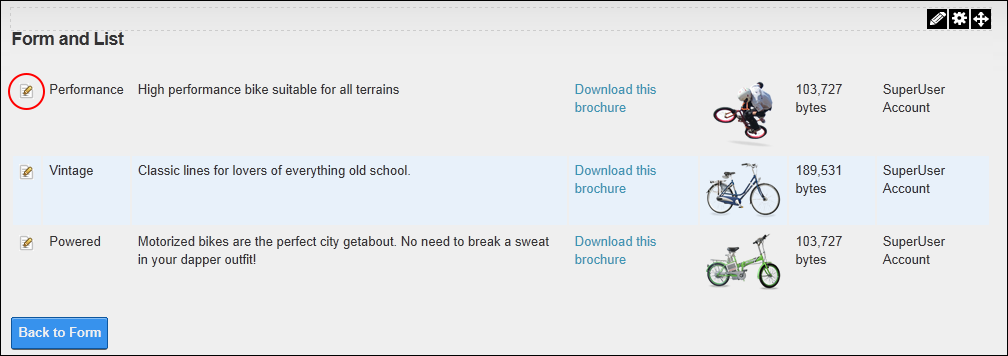 Form and List
Performance
High performance bike suitable for all terrains
Download this
brochure
103,727
bytes
SuperUser
Account
Vintage
Classic lines for lovers of everything old school.
Download this
brochure
189,531
bytes
SuperUser
Account
Powered
Motorized bikes are the perfect city getabout. No need to break a sweat
in your dapper outfit!
Download this
brochure
103,727
bytes
SuperUser
Account
Back to Form